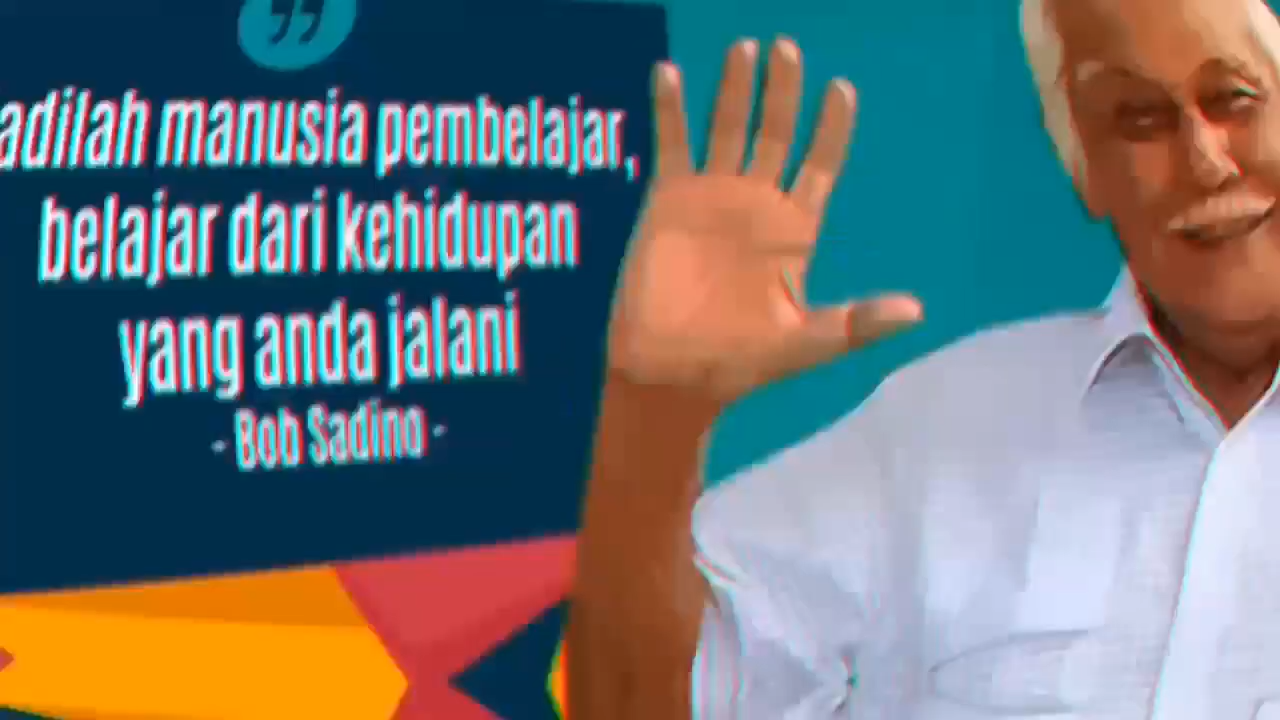 adilah manusia pembelajar,
belajar dari kehidupan
yang anda jalani
- Bob Sadino -